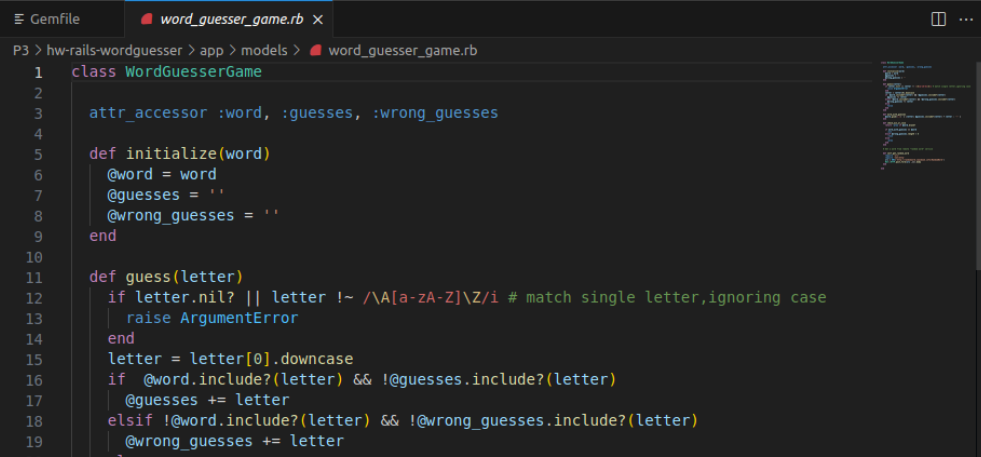 Gemfile
word_guesser_game.rb
P3 > hw-rails-wordguesser > app > models > word_guesser_game.rb
1 class WordGuesserGame
2
3 attr_accessor :word, :guesses, :wrong_guesses
4
5 def initialize(word)
6 @word = word
7 @guesses = ''
8 @wrong_guesses = ''
9 end
10
11 def guess(letter)
12 if letter.nil? || letter !~ /\A[a-zA-Z]\Z/i # match single letter,ignoring case
13 raise ArgumentError
14 end
15 letter = letter[0].downcase
16 if  @word.include?(letter) && !@guesses.include?(letter)
17 @guesses += letter
18 elsif !@word.include?(letter) && !@wrong_guesses.include?(letter)
19 @wrong_guesses += letter